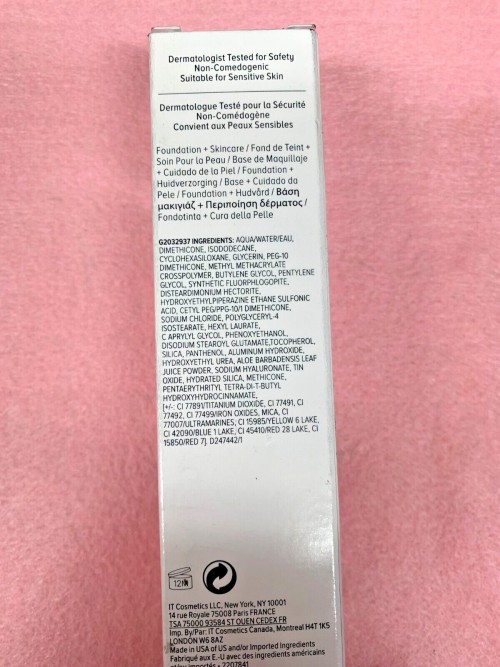 Dermatologist Tested for Safety
Non-Comedogenic
Suitable for Sensitive Skin
Dermatologue Testé pour la Sécurité
Non-Comédogène
Convient aux Peaux Sensibles
Foundation + Skincare / Fond de Teint +
Soin Pour la Peau / Base de Maquillaje
+ Cuidado de la Piel / Foundation +
Huidverzorging / Base + Cuidado da
Pele / Foundation + Hudvård / Βάση
μακιγιάζ + Περιποίηση δέρματος /
Fondotinta + Cura della Pelle
G2032937 INGREDIENTS: AQUA/WATER/EAU,
DIMETHICONE, ISODODECANE,
CYCLOHEXASILOXANE, GLYCERIN, PEG-10
DIMETHICONE, METHYL METHACRYLATE
CROSSPOLYMER, BUTYLENE GLYCOL, PENTYLENE
GLYCOL, SYNTHETIC FLUORPHLOGOPITE,
DISTEARDIMONIUM HECTORITE,
HYDROXYETHYLPIPERAZINE ETHANE SULFONIC
ACID, CETYL PEG/PPG-10/1 DIMETHICONE,
SODIUM CHLORIDE, POLYGLYCERYL-4
ISOSTEARATE, HEXYL LAURATE,
CAPRYLYL GLYCOL, PHENOXYETHANOL,
DISODIUM STEAROYL GLUTAMATE,TOCOPHEROL,
SILICA, PANTHENOL, ALUMINUM HYDROXIDE,
HYDROXYETHYL UREA, ALOE BARBADENSIS LEAF
JUICE POWDER, SODIUM HYALURONATE, TIN
OXIDE, HYDRATED SILICA, METHICONE,
PENTAERYTHRITYL TETRA-DI-T-BUTYL
HYDROXYHYDROCINNAMATE,
[+/-: CI 77891/TITANIUM DIOXIDE, CI 77491, CI
77492, CI 77499/IRON OXIDES, MICA, CI
77007/ULTRAMARINES; CI 15985/YELLOW 6 LAKE,
CI 42090/BLUE 1 LAKE, CI 45410/RED 28 LAKE, CI
15850/RED 7]. D247442/1
12M
IT Cosmetics LLC, New York, NY 10001
14 rue Royale 75008 Paris FRANCE
TSA 75000 93584 ST OUEN CEDEX FR
Imp. By/Par: IT Cosmetics Canada, Montreal H4T 1K5
LONDON W6 8AZ
Made in USA of US and/or Imported Ingredients
Fabriqué aux É.-U avec des ingrédients américains
et/ou importés • 2207841